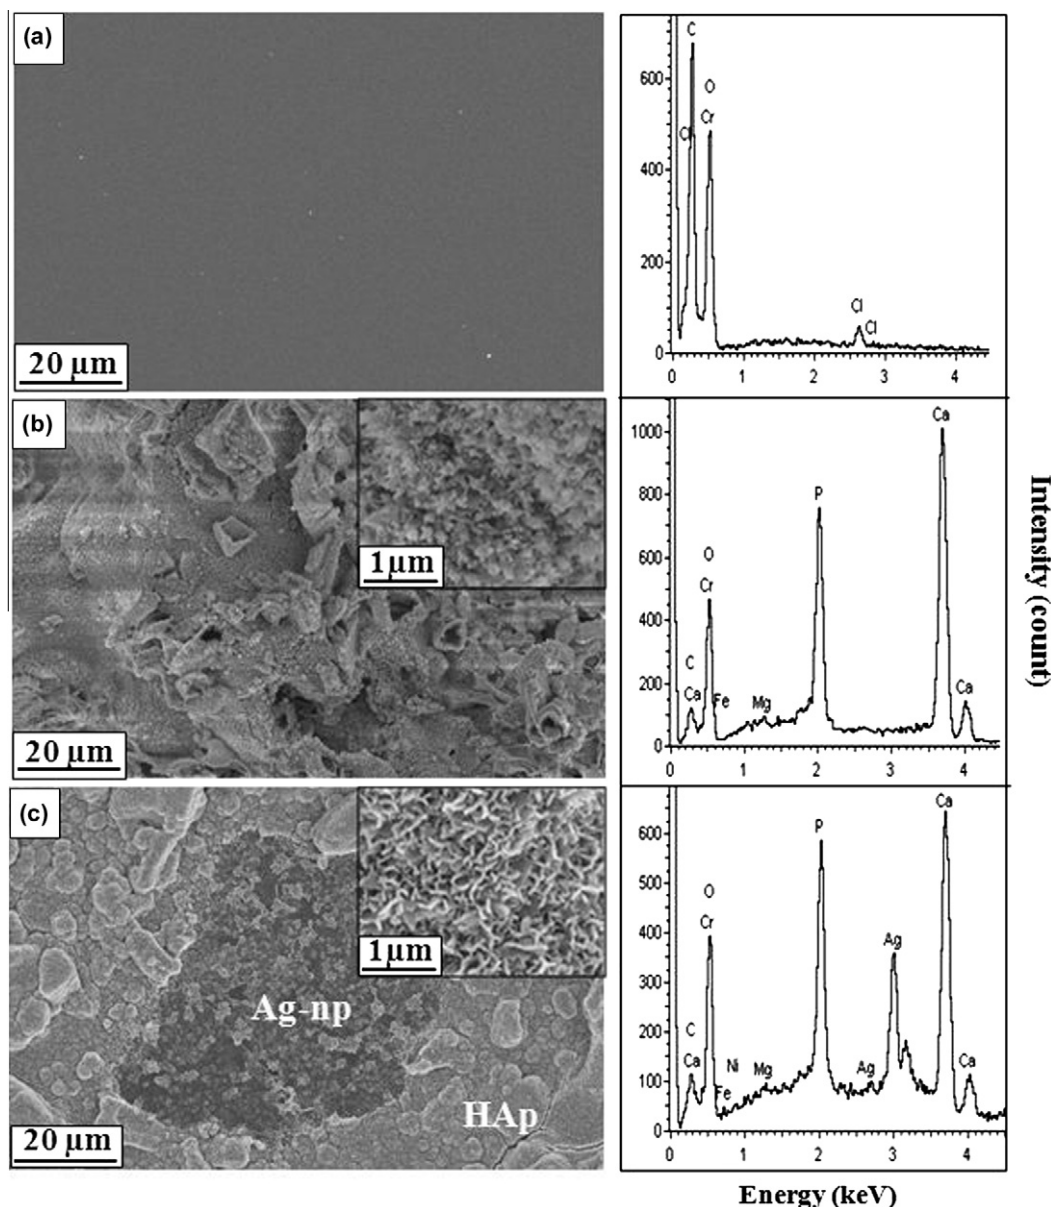 (a)
20 µm
C
600
O
Cr
Cl
400
200
Cl
Cl
0
0 1 2 3 4
(b)
1µm
20 µm
1000
Ca
800
P
600
O
Cr
400
200
C
Ca
Fe
Mg
Ca
0
0 1 2 3 4
(c)
1µm
Ag-np
HAp
20 µm
Ca
600
P
500
O
Cr
400
Ag
300
200
C
Ca
Ni
Fe
Mg
Ag
Ca
100
0
0 1 2 3 4
Intensity (count)
Energy (keV)